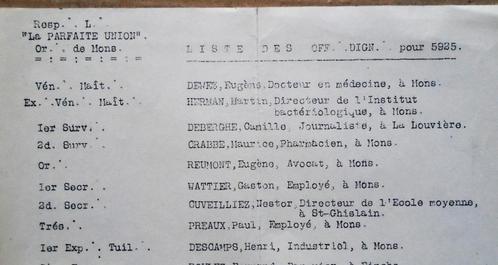 Resp.˙. L.˙.
"La PARFAITE UNION".
Or.˙. de Mons.
=:=:=:=:=:=
LISTE DES OFF.˙.DIGN.˙. pour 5925.
Vén.˙. Maît.˙. DEWEZ,Eugène,Docteur en médecine, à Mons.
Ex.˙.Vén.˙. Maît.˙. HERMAN,Martin,Directeur de l'Institut
bactériologique, à Mons.
1er Surv.˙. DEBERGHE,Camille, Journaliste, à La Louvière.
2d. Surv.˙. CRABBE,Maurice,Pharmacien, à Mons.
Or.˙. REUMONT,Eugène, Avocat, à Mons.
1er Secr.˙. WATTIER,Gaston, Employé, à Mons.
2d. Secr.˙. CUVEILLIEZ,Nestor,Directeur de l'Ecole moyenne,
à St-Ghislain.
Trés.˙. PREAUX,Paul, Employé, à Mons.
1er Exp.˙. Tuil.˙. DESCAMPS,Henri, Industriel, à Mons.